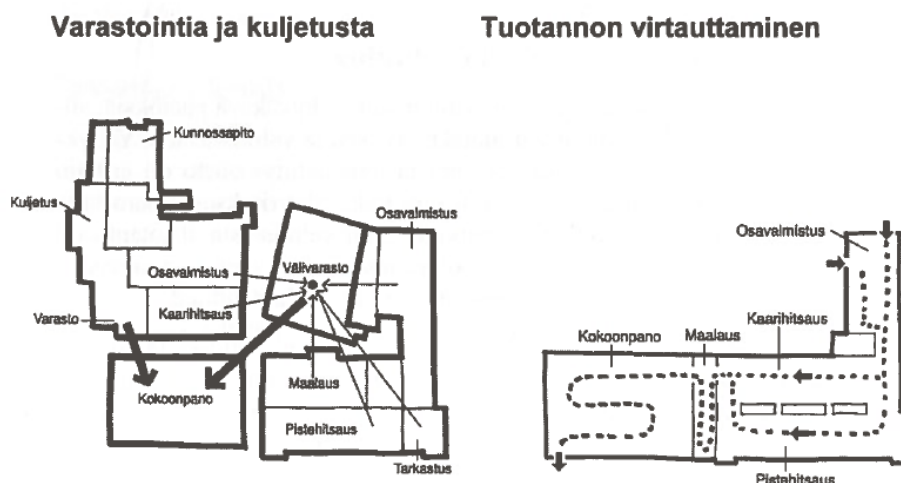 Varastointia ja kuljetusta
Tuotannon virtauttaminen
Kunnossapito
Kuljetus
Osavalmistus
Osavalmistus
Välivarasto
Kaarihitsaus
Varasto
Kokoonpano
Maalaus
Pistehitsaus
Tarkastus
Osavalmistus
Kaarihitsaus
Kokoonpano
Maalaus
Pistehitsaus